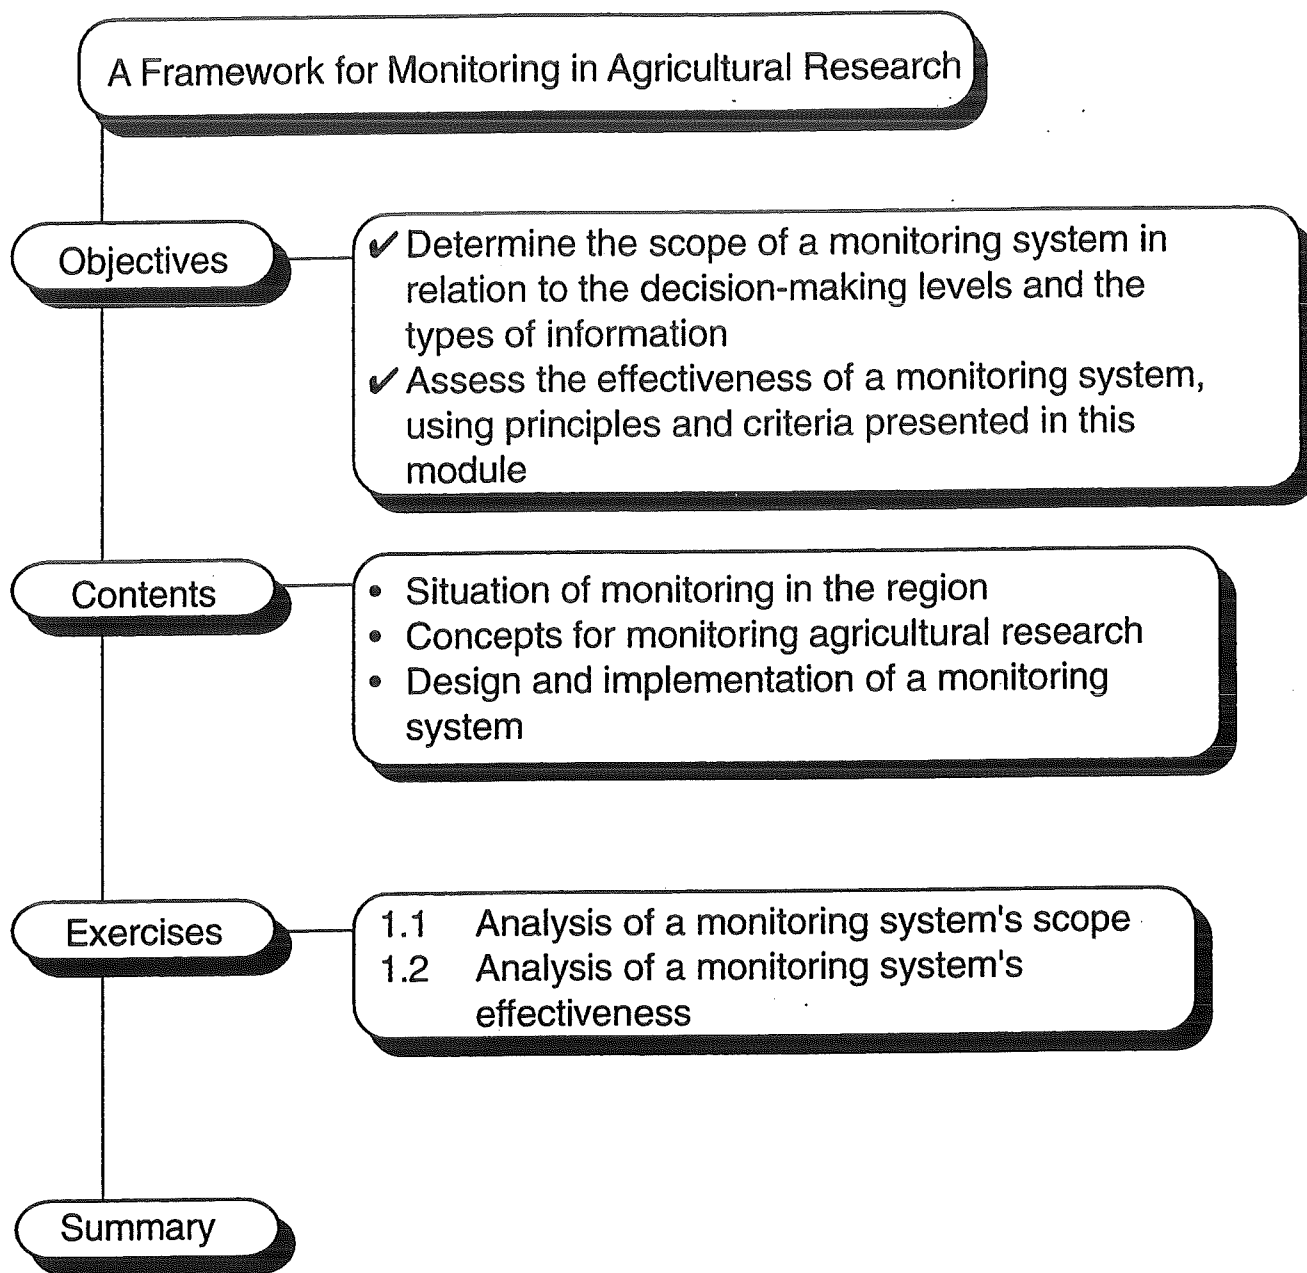 A Framework for Monitoring in Agricultural Research
Objectives
✔ Determine the scope of a monitoring system in
relation to the decision-making levels and the
types of information
✔ Assess the effectiveness of a monitoring system,
using principles and criteria presented in this
module
Contents
• Situation of monitoring in the region
• Concepts for monitoring agricultural research
• Design and implementation of a monitoring
system
Exercises
1.1 Analysis of a monitoring system's scope
1.2 Analysis of a monitoring system's
effectiveness
Summary